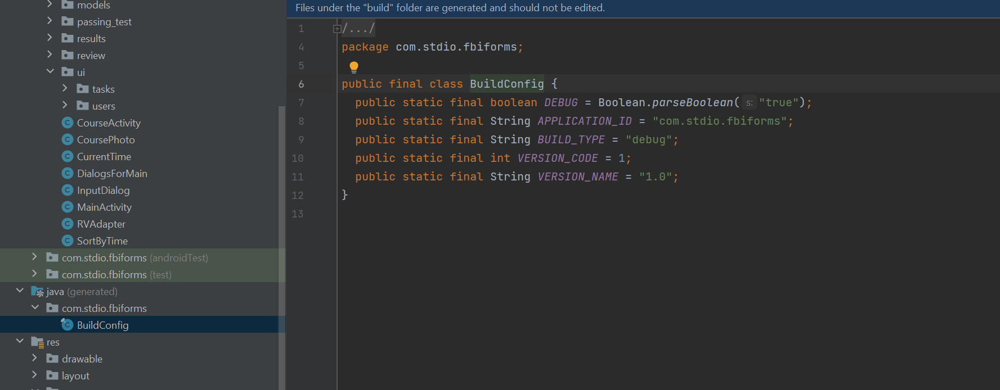 models
passing_test
results
review
ui
tasks
users
CourseActivity
CoursePhoto
CurrentTime
DialogsForMain
InputDialog
MainActivity
RVAdapter
SortByTime
com.stdio.fbiforms (androidTest)
com.stdio.fbiforms (test)
java (generated)
com.stdio.fbiforms
BuildConfig
res
drawable
layout
Files under the "build" folder are generated and should not be edited.
1 /.../
4 package com.stdio.fbiforms;
5
6 public final class BuildConfig {
7 public static final boolean DEBUG = Boolean.parseBoolean( s: "true");
8 public static final String APPLICATION_ID = "com.stdio.fbiforms";
9 public static final String BUILD_TYPE = "debug";
10 public static final int VERSION_CODE = 1;
11 public static final String VERSION_NAME = "1.0";
12 }
13